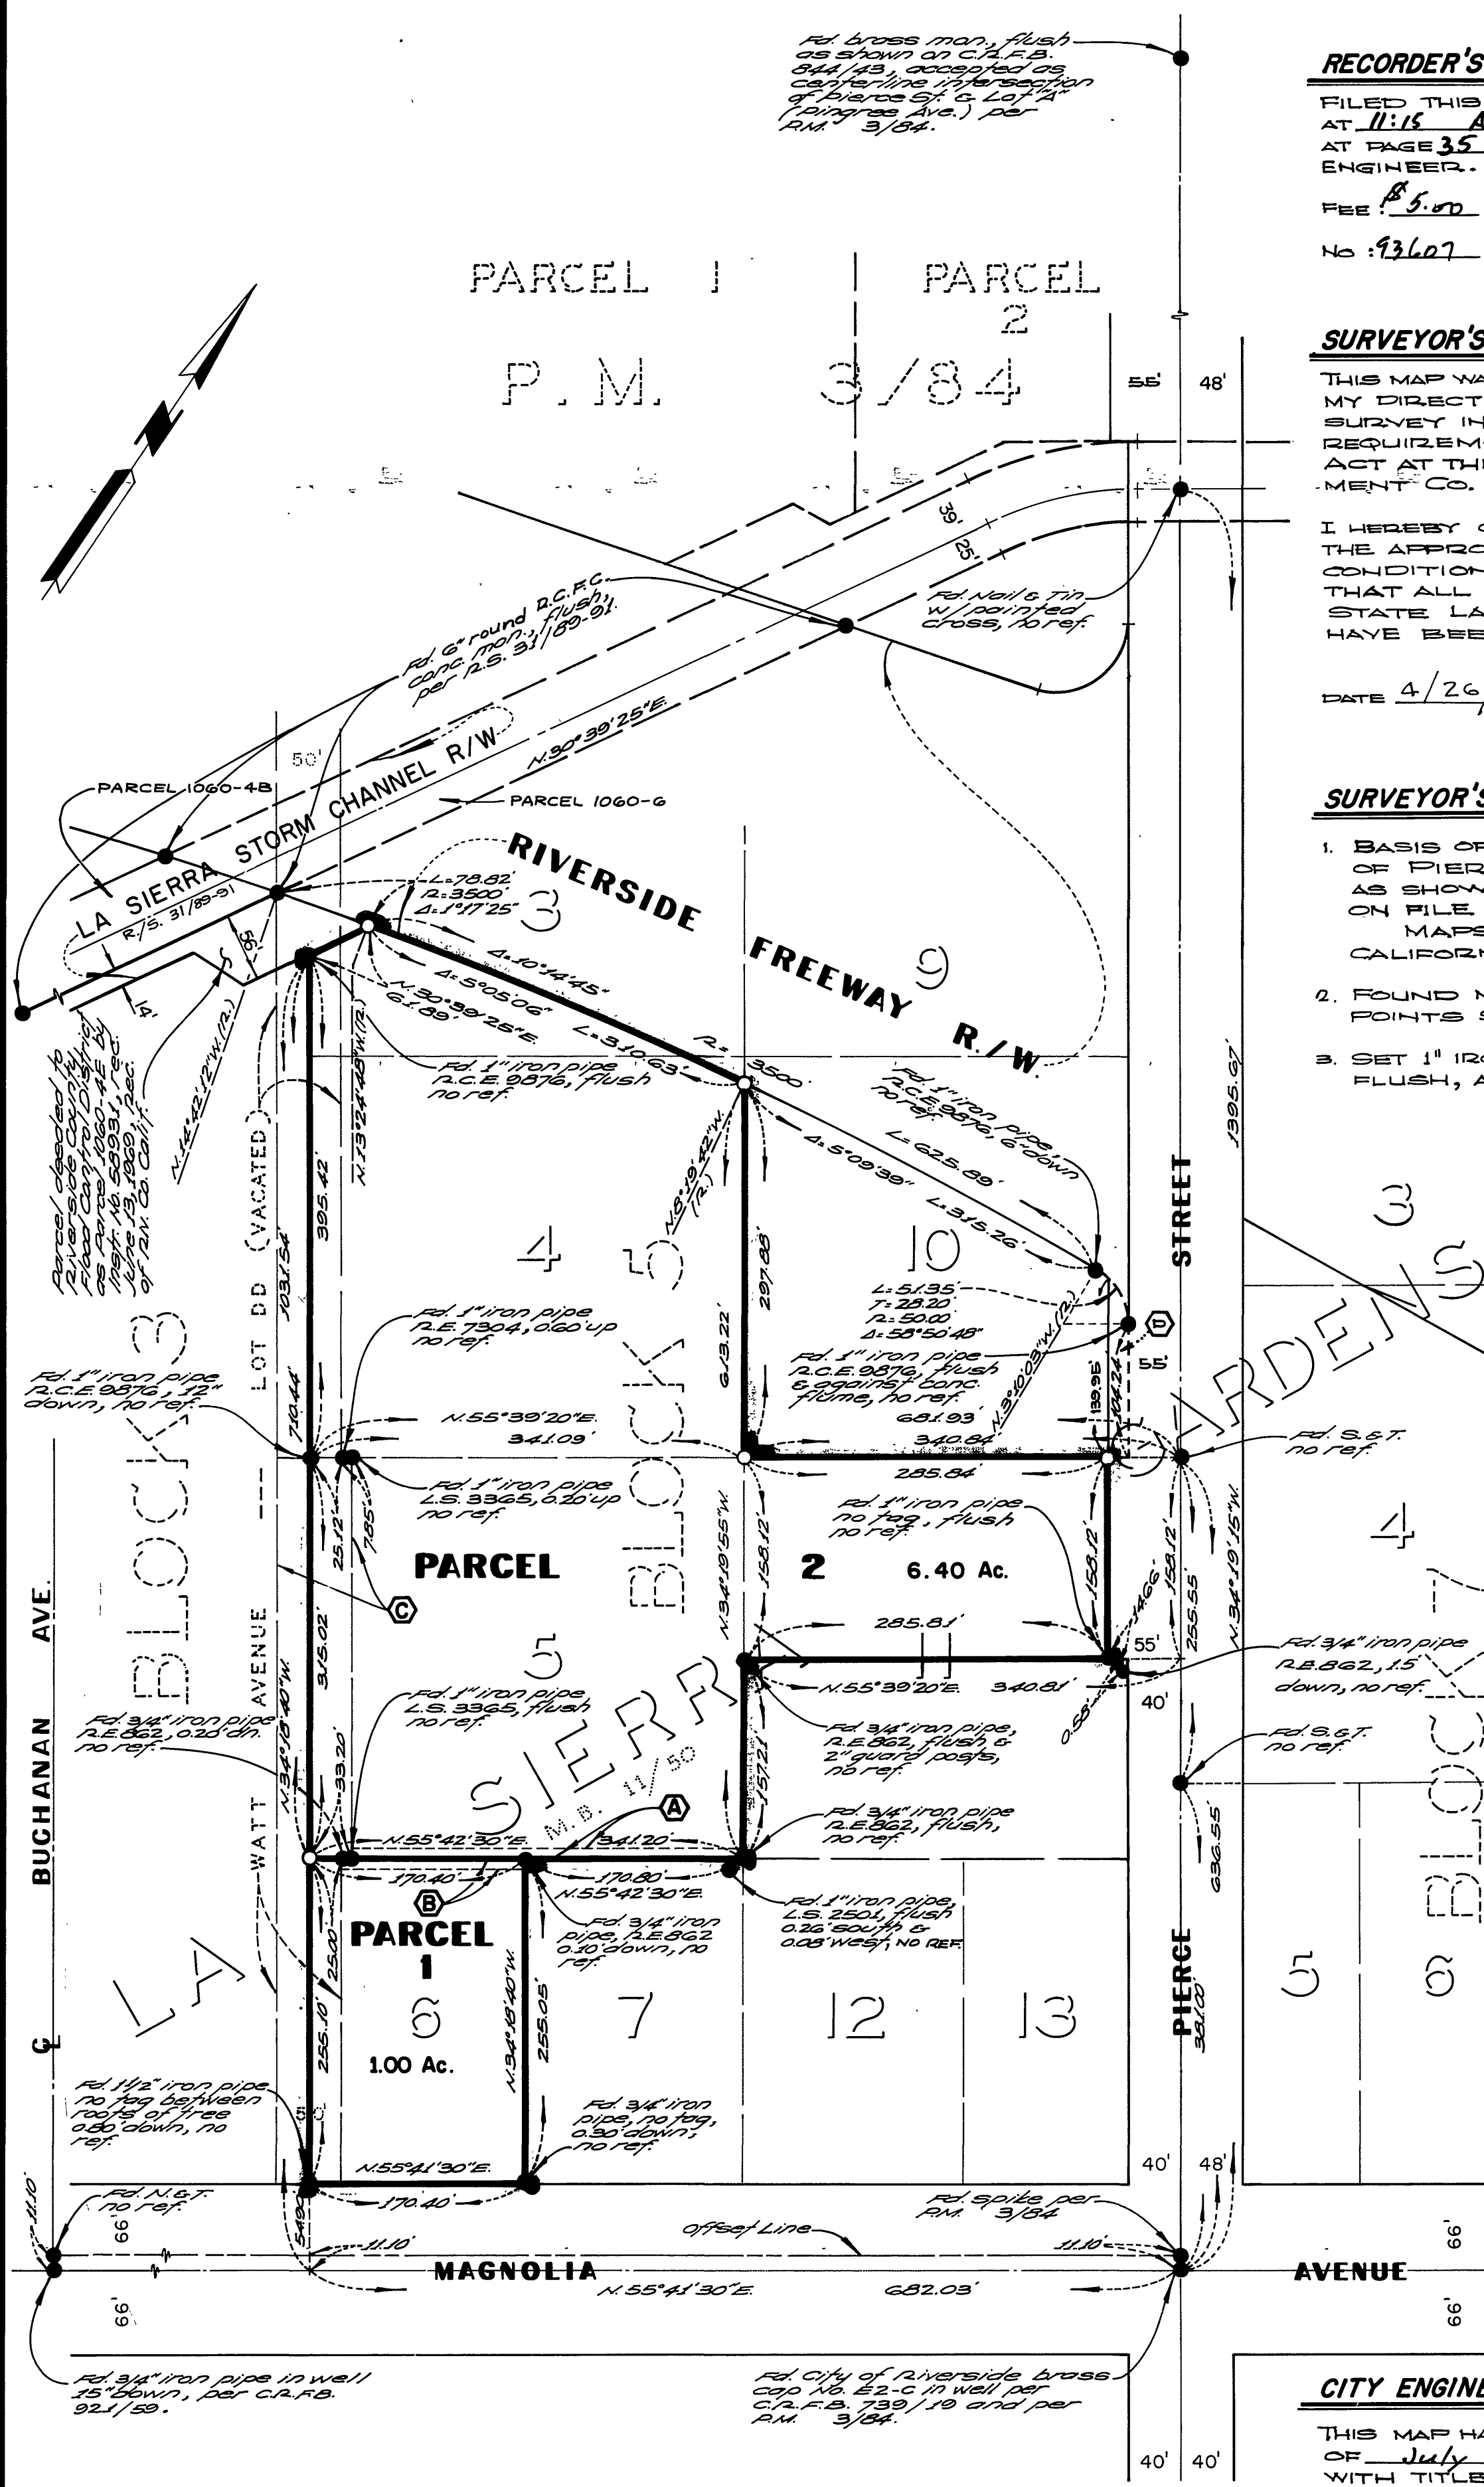 Fd. brass mon., flush
as shown on C.R.F.B.
844/43, accepted as
centerline intersection
of Pierce St. & Lot "A"
(Pingree Ave.) per
P.M. 3/84.
RECORDER'S
FILED THIS
AT 11:15 A
AT PAGE 35
ENGINEER.
FEE: $5.00
No: 93607
PARCEL 1
PARCEL
2
P.M. 3/84
55'
48'
SURVEYOR'S
THIS MAP WA
MY DIRECT
SURVEY IN
REQUIREM
ACT AT TH
MENT CO.
I HEREBY
THE APPRO
CONDITION
THAT ALL
STATE LA
HAVE BEE
DATE 4/26
39'
25'
Fd. Nail & Tin
w/ painted
cross, no ref.
Fd. 6" round R.C.F.C.
conc. mon., flush,
per R.S. 31/89-91.
N.30°39'25"E.
50'
PARCEL 1060-4B
PARCEL 1060-6
LA SIERRA STORM CHANNEL R/W
R/S. 31/89-91
SURVEYOR'S
1. BASIS OF
OF PIER
AS SHOW
ON FILE
MAPS
CALIFOR
2. FOUND
POINTS
3. SET 1" IR
FLUSH, A
RIVERSIDE FREEWAY R./W.
L=78.82'
R=3500'
Δ=1°17'25"
3
9
56'
14'
Δ=10°14'45"
Δ=5°05'06"
N.30°39'25"E.
61.89'
L=310.63'
R=
3500'
Parcel deeded to
Riverside County
Flood Control District
as Parcel 1060-4E by
Instr. No. 58931, rec.
June 13, 1969, Rec.
of Riv. Co. Calif.
N.14°42'12"W.(R.)
N.13°24'48"W.(R.)
Fd. 1" iron pipe
R.C.E. 9876, flush
no ref.
Fd. 1" iron pipe,
R.C.E. 9876, 6" down
no ref.
L=625.89'
Δ=5°09'39"
L=315.26'
N.8°19'42"W.
(R.)
395.42'
1031.54'
LOT DD (VACATED)
297.88'
613.22'
1395.67'
STREET
3
4
10
BLOCK 5
BLOCK 3
L=51.35'
T=28.20'
R=50.00'
Δ=58°50'48"
D
55'
Fd. 1" iron pipe
R.E. 7304, 0.60' up
no ref.
Fd. 1" iron pipe
R.C.E. 9876, flush
& against conc.
flume, no ref.
N.3°10'03"W.(R.)
139.95'
104.24'
GARDENS
Fd. 1" iron pipe
R.C.E. 9876, 12"
down, no ref.
710.44'
N.55°39'20"E.
341.09'
681.93'
340.84'
Fd. S.&T.
no ref.
285.84'
Fd. 1" iron pipe
L.S. 3365, 0.20' up
no ref.
25.12'
7.85'
Fd. 1" iron pipe
no tag, flush
no ref.
PARCEL 2 6.40 Ac.
N.34°19'55"W.
158.12'
158.12'
158.12'
255.55'
N.34°19'15"W.
4
C
14.66'
285.81'
55'
11
5
Fd. 3/4" iron pipe
R.E. 862, 1.5
down, no ref.
N.55°39'20"E. 340.81'
0.58'
40'
315.02'
N.34°18'40"W.
Fd. 3/4" iron pipe
R.E. 862, 0.20' dn.
no ref.
Fd. 1" iron pipe,
L.S. 3365, flush
no ref.
LA SIERRA
M.B. 11/50
Fd. 3/4" iron pipe,
R.E. 862, flush &
2" guard posts,
no ref.
Fd. S.&T.
no ref.
BLOCK 7
33.20'
157.21'
A
Fd. 3/4" iron pipe
R.E. 862, flush,
no ref.
636.55'
N.55°42'30"E. 341.20'
170.40'
170.80'
N.55°42'30"E.
B
BUCHANAN AVE.
WATT AVENUE
PARCEL
1
6
1.00 Ac.
Fd. 3/4" iron
pipe, R.E. 862
0.10' down, no
ref.
Fd. 1" iron pipe,
L.S. 2501, flush
0.26' south &
0.08' west, NO REF.
25.00'
255.10'
N.34°18'40"W.
255.05'
7
12
13
PIERCE
381.00'
5
8
℄
Fd. 1 1/2" iron pipe
no tag between
roots of tree
0.80' down, no
ref.
50'
Fd. 3/4" iron
pipe, no tag,
0.30' down,
no ref.
N.55°41'30"E.
170.40'
40'
48'
11.10'
Fd. N.&T.
no ref.
66'
Fd. Spike per
P.M. 3/84
Offset Line
11.10'
11.10'
66'
MAGNOLIA
AVENUE
N.55°41'30"E. 682.03'
66'
66'
Fd. 3/4" iron pipe in well
15" down, per C.R.F.B.
921/59.
Fd. City of Riverside brass
cap No. E2-C in well per
C.R.F.B. 739/19 and per
P.M. 3/84.
CITY ENGINE
THIS MAP HA
OF July
WITH TITLE
40'
40'